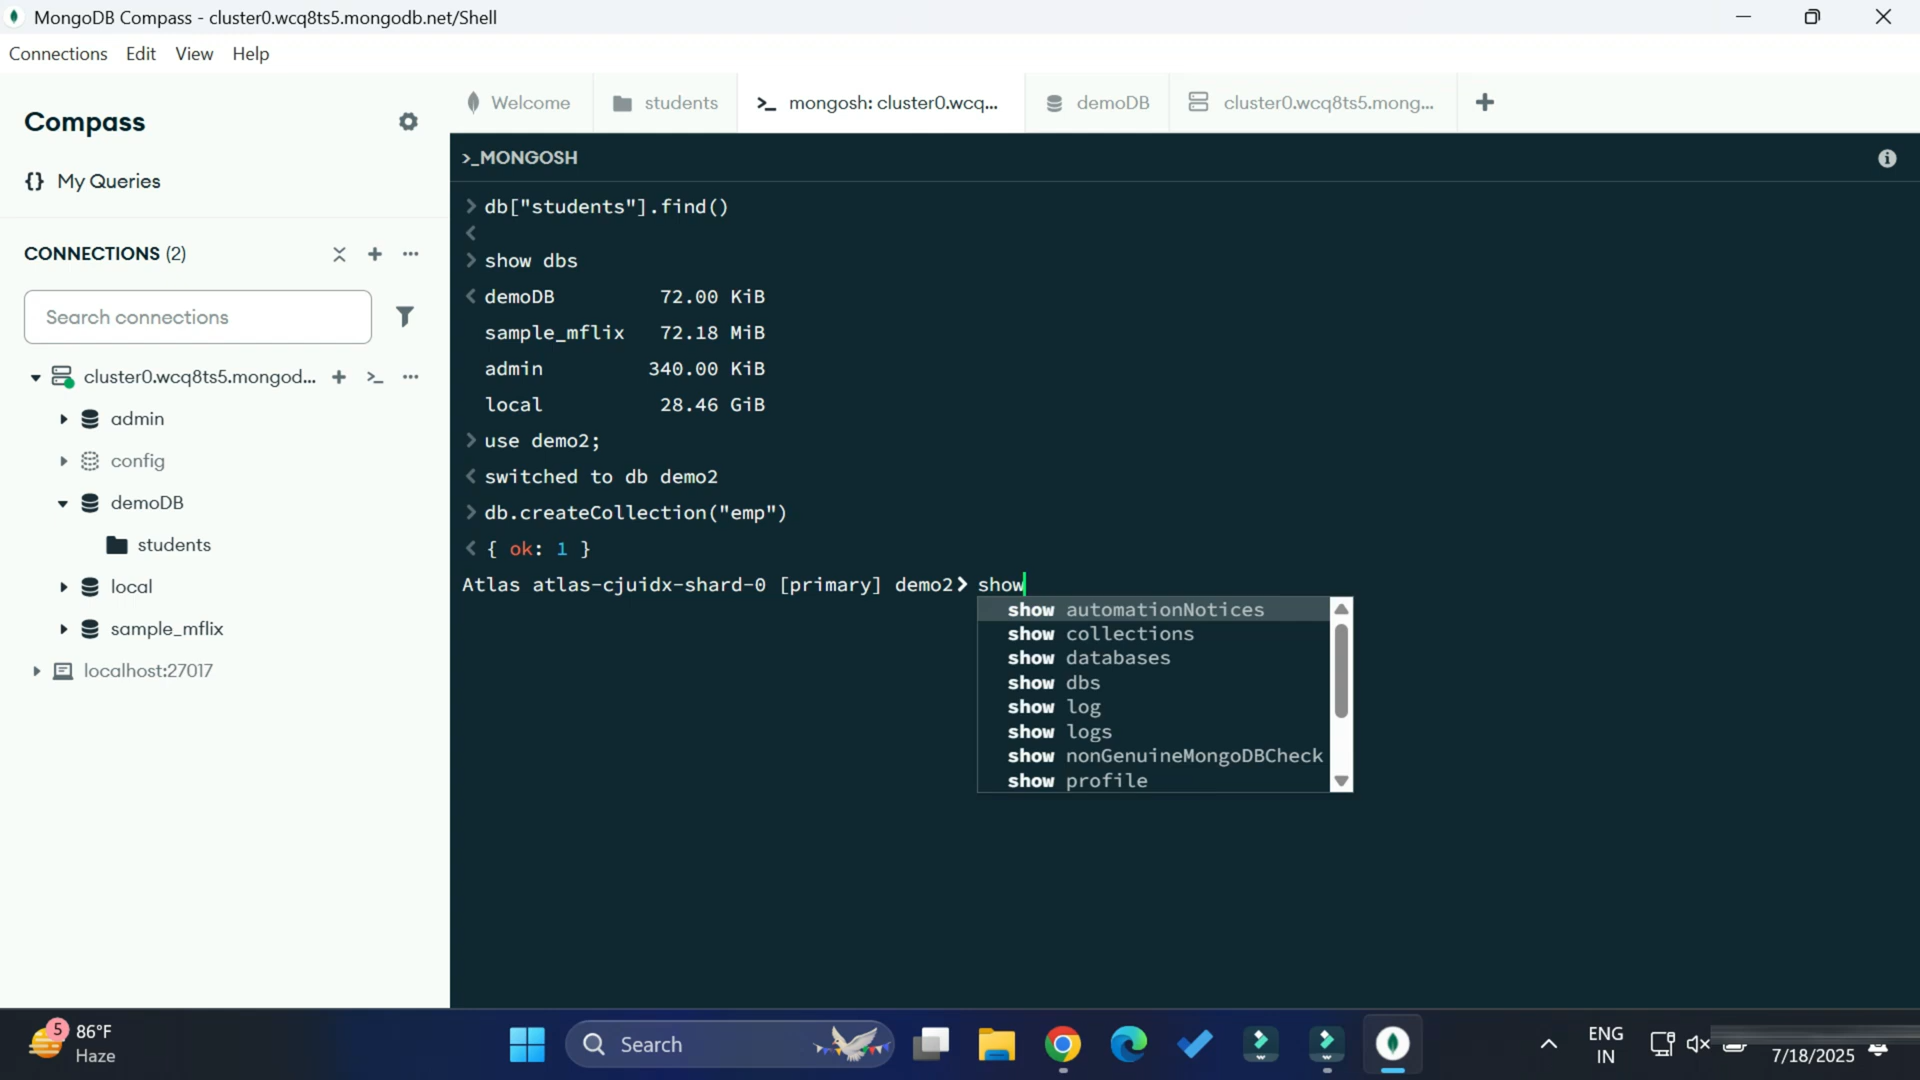 MongoDB Compass - cluster0.wcq8ts5.mongodb.net/Shell
Connections Edit View Help
Compass
{} My Queries
CONNECTIONS (2)
Search connections
cluster0.wcq8ts5.mongod...
admin
config
demoDB
students
local
sample_mflix
localhost:27017
Welcome
students
>_ mongosh: cluster0.wcq...
demoDB
cluster0.wcq8ts5.mong...
>_MONGOSH
> db["students"].find()
<
> show dbs
< demoDB 72.00 KiB
sample_mflix 72.18 MiB
admin 340.00 KiB
local 28.46 GiB
> use demo2;
< switched to db demo2
> db.createCollection("emp")
< { ok: 1 }
Atlas atlas-cjuidx-shard-0 [primary] demo2> show
show automationNotices
show collections
show databases
show dbs
show log
show logs
show nonGenuineMongoDBCheck
show profile
5
86°F
Haze
Search
ENG
IN
7/18/2025